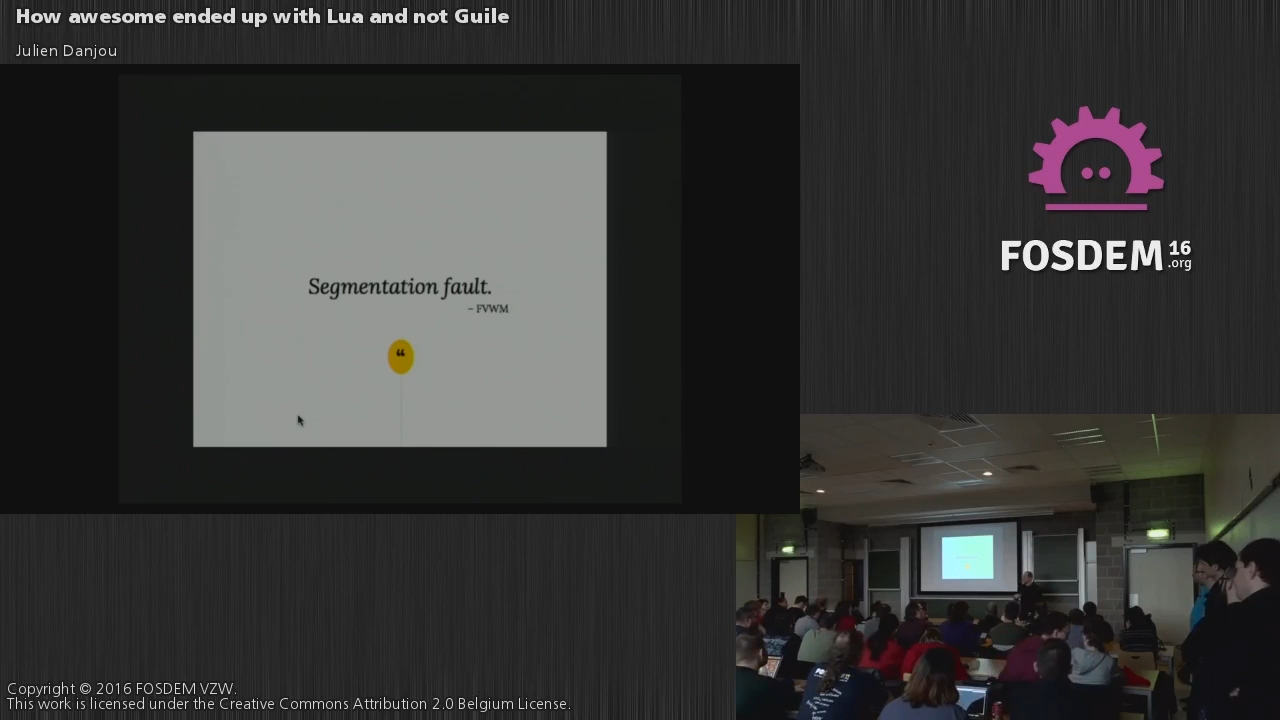 How awesome ended up with Lua and not Guile
Julien Danjou
Segmentation fault.
– FVWM
“
FOSDEM 16 .org
Copyright © 2016 FOSDEM VZW.
This work is licensed under the Creative Commons Attribution 2.0 Belgium License.